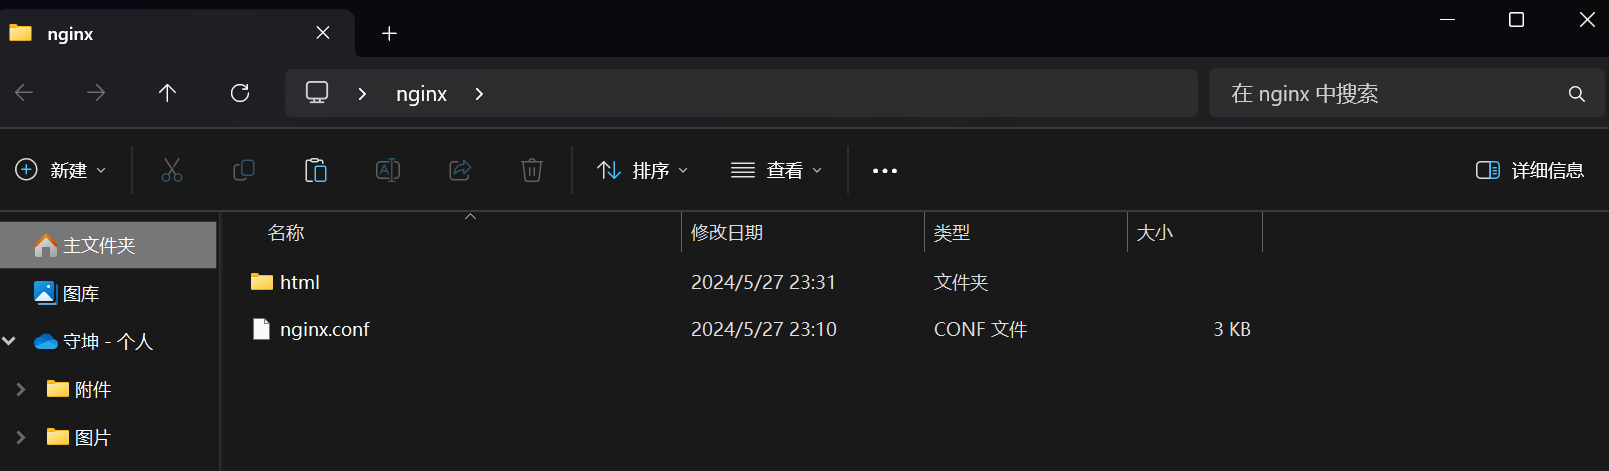 nginx
nginx
在 nginx 中搜索
新建
排序
查看
详细信息
主文件夹
图库
守坤 - 个人
附件
图片
名称 修改日期 类型 大小
html 2024/5/27 23:31 文件夹
nginx.conf 2024/5/27 23:10 CONF 文件 3 KB